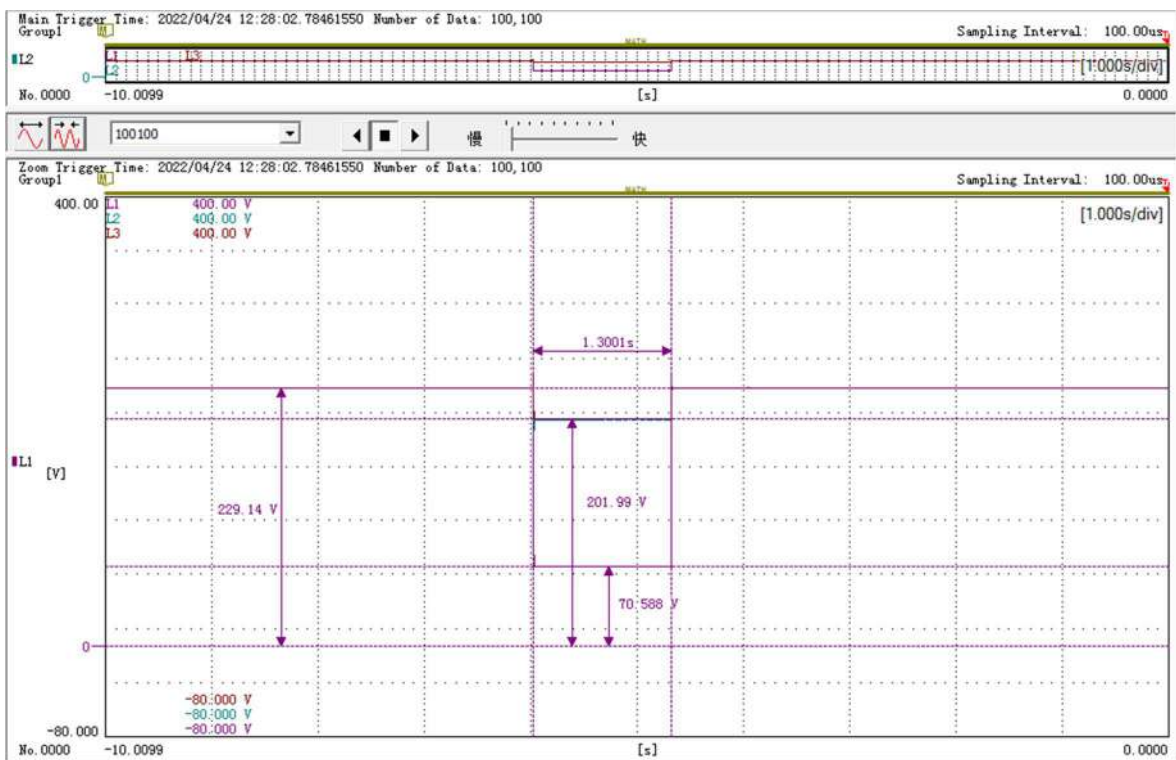 Main Trigger Time: 2022/04/24 12:28:02.78461550 Number of Data: 100,100
Group1 Sampling Interval: 100.00us
MATH
L2 L1 L3 [1.000s/div]
0 L2
No.0000 -10.0099 [s] 0.0000
100100 慢 快
Zoom Trigger Time: 2022/04/24 12:28:02.78461550 Number of Data: 100,100
Group1 Sampling Interval: 100.00us
MATH
400.00 L1 400.00 V [1.000s/div]
L2 400.00 V
L3 400.00 V
1.3001s
L1
[V]
201.99 V
229.14 V
70.588 V
0
-80.000 V
-80.000 V
-80.000 -80.000 V
No.0000 -10.0099 [s] 0.0000